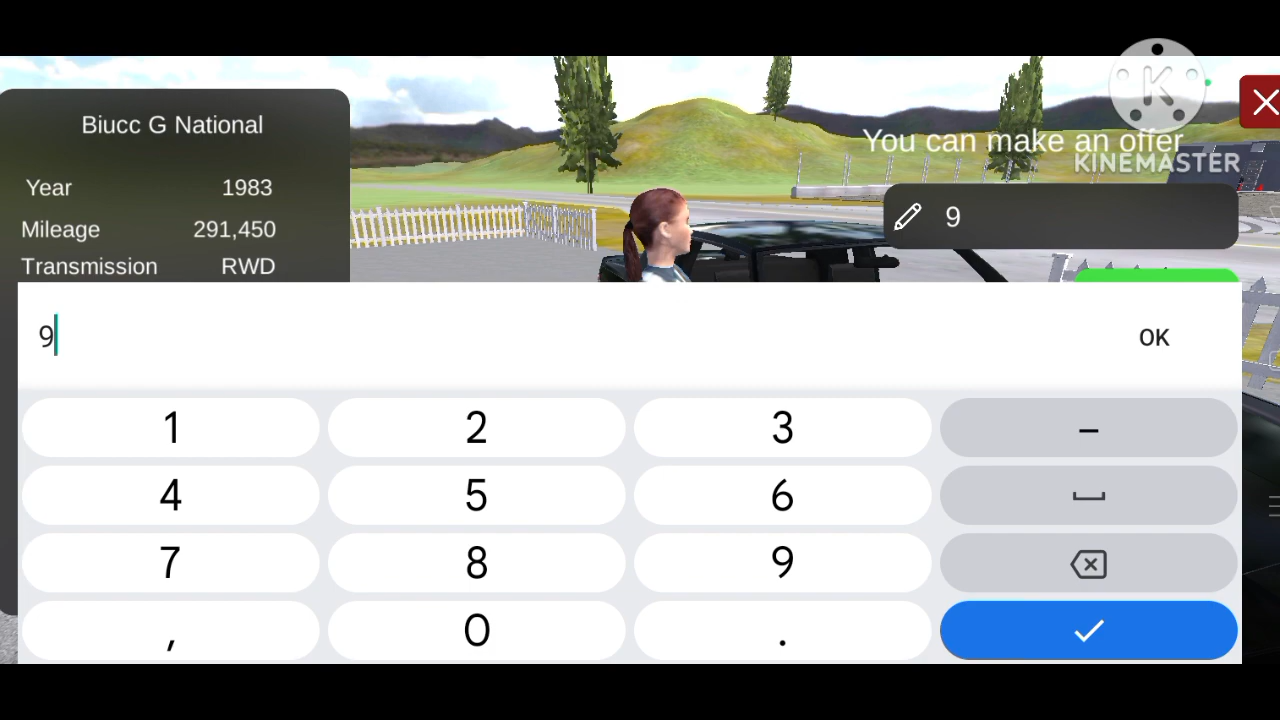 Biucc G National
You can make an offer
KINEMASTER
Year 1983
9
Mileage 291,450
Transmission RWD
9
OK
1 2 3 –
4 5 6
7 8 9
, 0 .